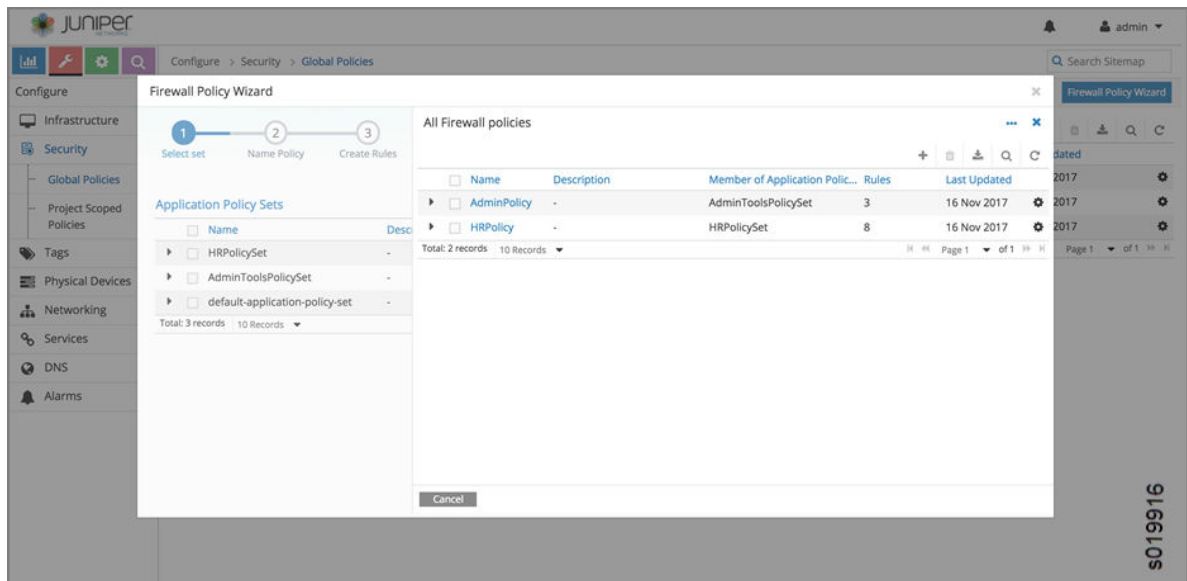 JUNIPER
NETWORKS
admin
Configure > Security > Global Policies
Search Sitemap
Configure
Infrastructure
Security
Global Policies
Project Scoped
Policies
Tags
Physical Devices
Networking
Services
DNS
Alarms
Firewall Policy Wizard
Firewall Policy Wizard
1
2
3
Select set
Name Policy
Create Rules
Application Policy Sets
Name Desc
HRPolicySet -
AdminToolsPolicySet -
default-application-policy-set -
Total: 3 records 10 Records
All Firewall policies
Name Description Member of Application Polic... Rules Last Updated
AdminPolicy - AdminToolsPolicySet 3 16 Nov 2017
HRPolicy - HRPolicySet 8 16 Nov 2017
Total: 2 records 10 Records Page 1 of 1
Cancel
dated
2017
2017
2017
Page 1 of 1
s019916